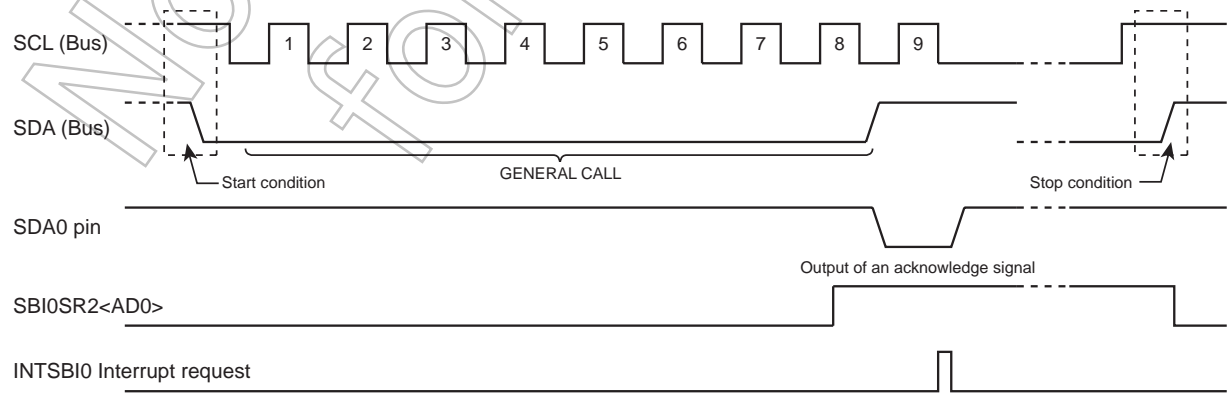 SCL (Bus)
1 2 3 4 5 6 7 8 9
SDA (Bus)
Start condition
GENERAL CALL
Stop condition
SDA0 pin
Output of an acknowledge signal
SBI0SR2<AD0>
INTSBI0 Interrupt request